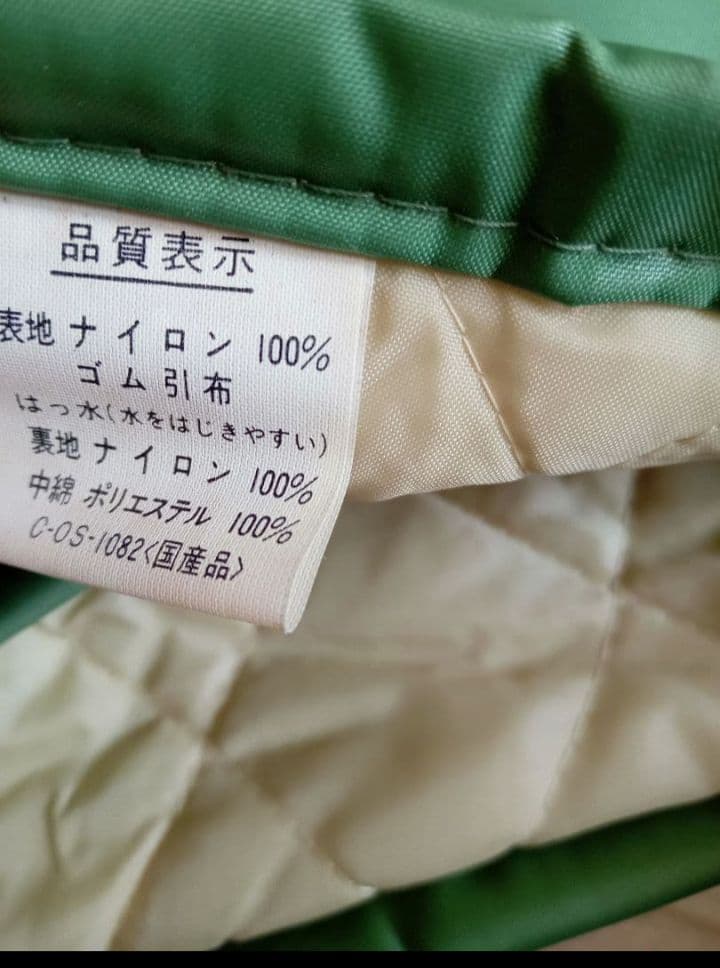 品質表示
表地 ナイロン 100%
ゴム引布
はっ水(水をはじきやすい)
裏地 ナイロン 100%
中綿 ポリエステル 100%
C-OS-1082<国産品>